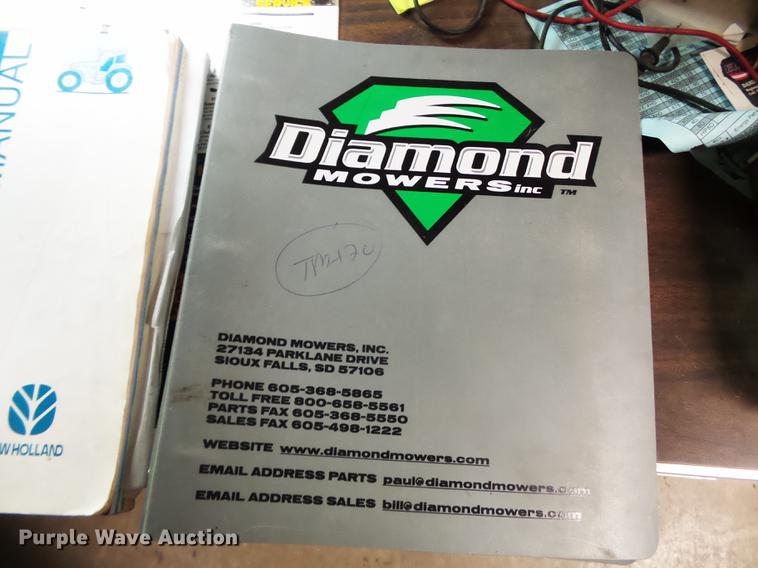 MANUAL
W HOLLAND
Diamond
MOWERS inc
TM
TM2120
DIAMOND MOWERS, INC.
27134 PARKLANE DRIVE
SIOUX FALLS, SD 57106
PHONE 605-368-5865
TOLL FREE 800-658-5561
PARTS FAX 605-368-5550
SALES FAX 605-498-1222
WEBSITE www.diamondmowers.com
EMAIL ADDRESS PARTS paul@diamondmowers.com
EMAIL ADDRESS SALES bill@diamondmowers.com
Purple Wave Auction